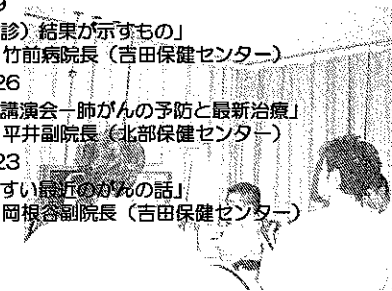 9
診）結果が示すもの」
竹前病院長（吉田保健センター）
26
講演会－肺がんの予防と最新治療」
平井副院長（北部保健センター）
23
すい最近のがんの話」
岡根谷副院長（吉田保健センター）